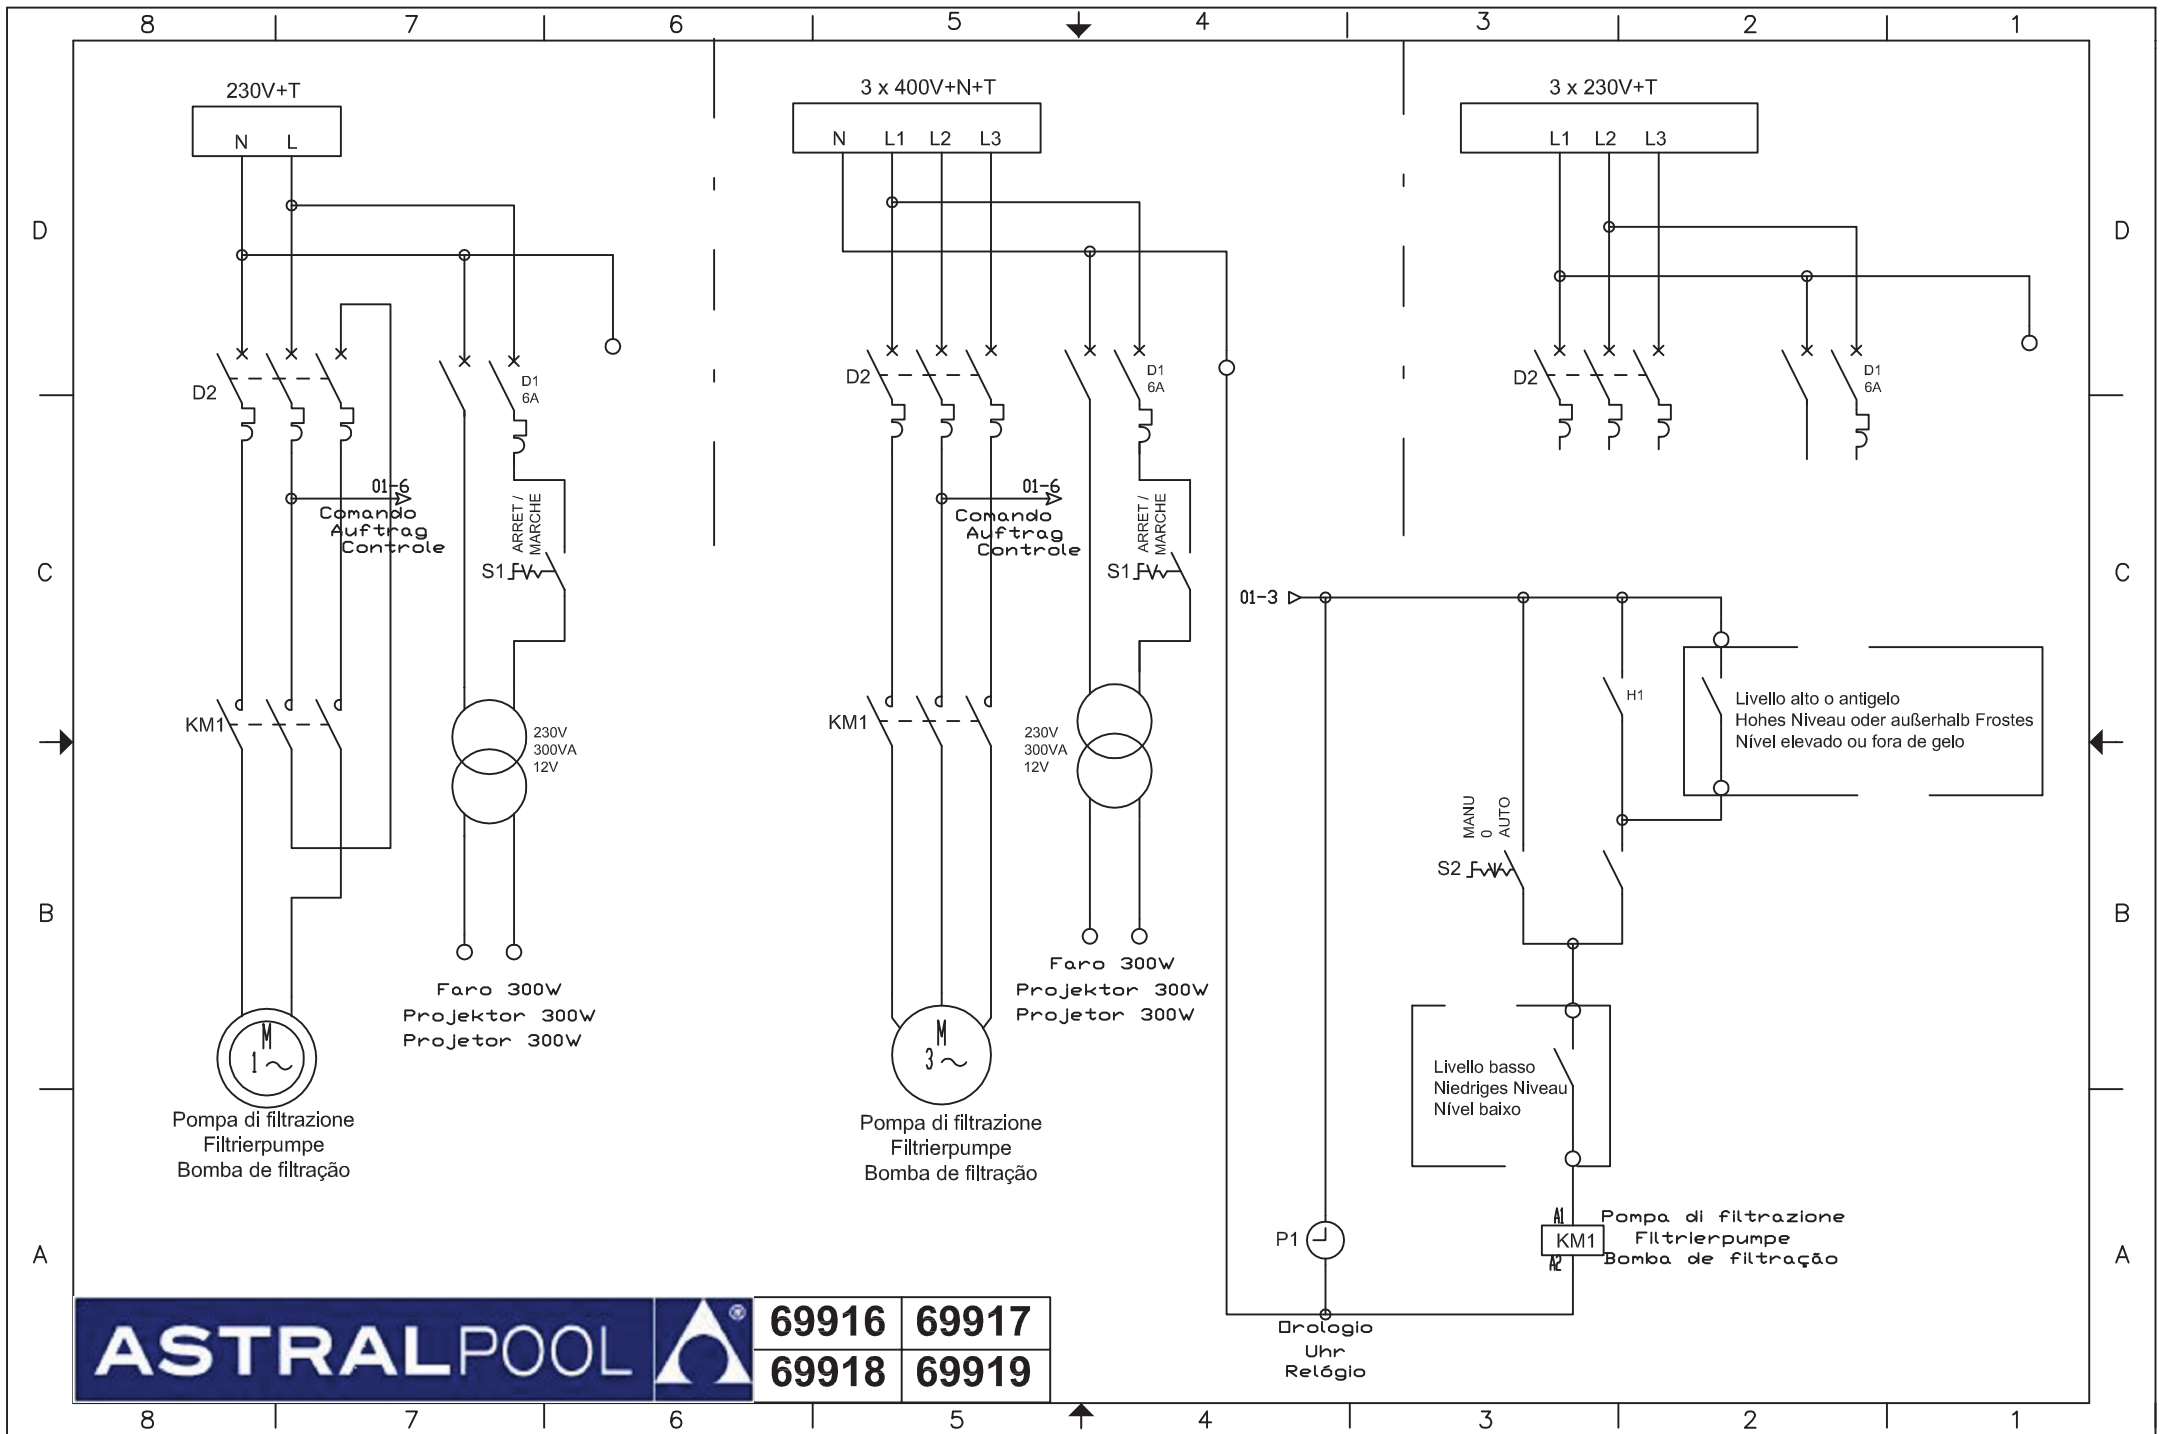 8 7 6 5 4 3 2 1
230V+T
N L
D2
D1
6A
01-6
Comando
Auftrag
Controle
ARRET /
MARCHE
S1
KM1
230V
300VA
12V
Faro 300W
Projektor 300W
Projetor 300W
M
1~
Pompa di filtrazione
Filtrierpumpe
Bomba de filtração
3 x 400V+N+T
N L1 L2 L3
D2
D1
6A
01-6
Comando
Auftrag
Controle
ARRET /
MARCHE
S1
KM1
230V
300VA
12V
Faro 300W
Projektor 300W
Projetor 300W
M
3~
Pompa di filtrazione
Filtrierpumpe
Bomba de filtração
3 x 230V+T
L1 L2 L3
D2
D1
6A
01-3
H1
Livello alto o antigelo
Hohes Niveau oder außerhalb Frostes
Nível elevado ou fora de gelo
MANU
0
AUTO
S2
Livello basso
Niedriges Niveau
Nível baixo
P1
A1
KM1
A2
Pompa di filtrazione
Filtrierpumpe
Bomba de filtração
Orologio
Uhr
Relógio
D D
C C
B B
A A
ASTRALPOOL ®
69916 69917
69918 69919
8 7 6 5 4 3 2 1